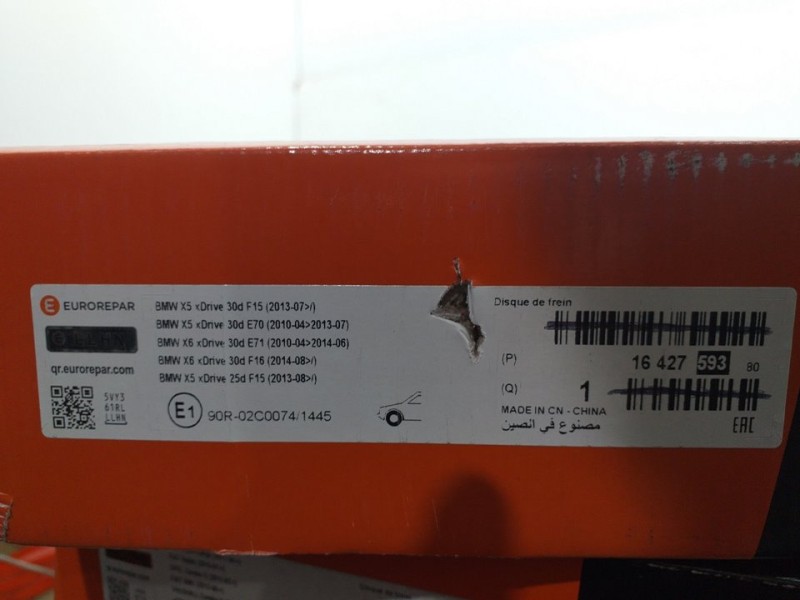 EUROREPAR
qr.eurorepar.com
5VY3
61RL
LLHN
BMW X5 xDrive 30d F15 (2013-07>/)
BMW X5 xDrive 30d E70 (2010-04>2013-07)
BMW X6 xDrive 30d E71 (2010-04>2014-06)
BMW X6 xDrive 30d F16 (2014-08>/)
BMW X5 xDrive 25d F15 (2013-08>/)
E1 90R-02C0074/1445
Disque de frein
(P) 16 427 593 80
(Q) 1
MADE IN CN - CHINA
مصنوع في الصين
EAC